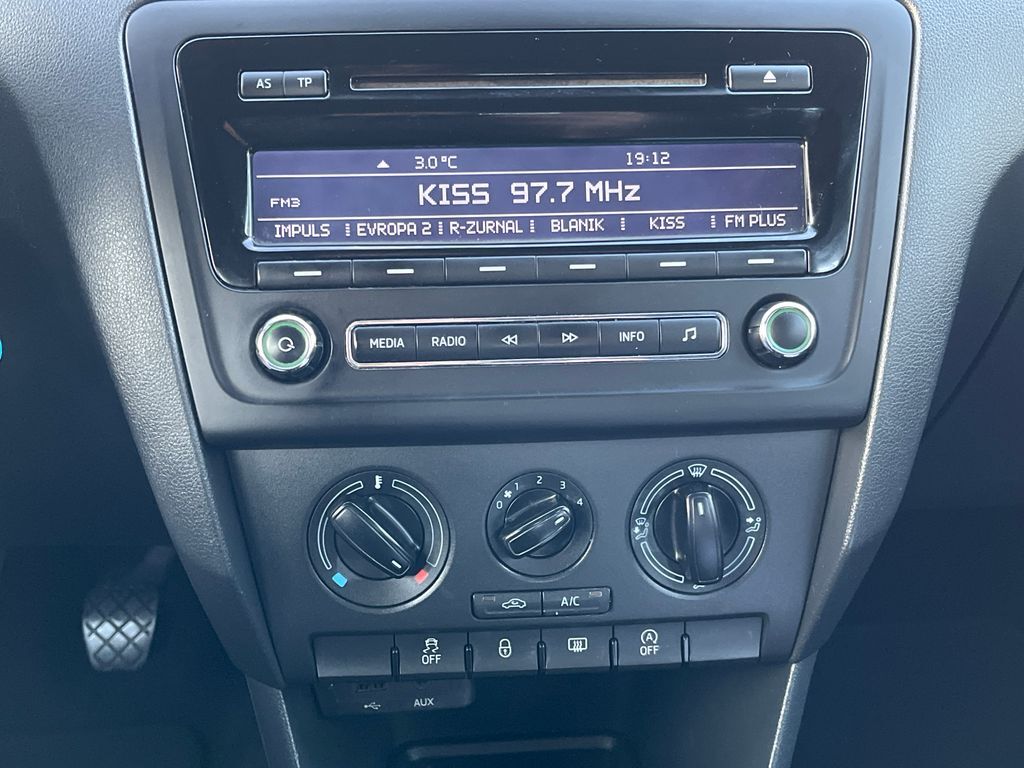 AS TP
3.0°C 19:12
FM3 KISS 97.7 MHz
IMPULS EVROPA 2 R-ZURNAL BLANIK KISS FM PLUS
MEDIA RADIO INFO
0 1 2 3 4
A/C
OFF OFF
AUX